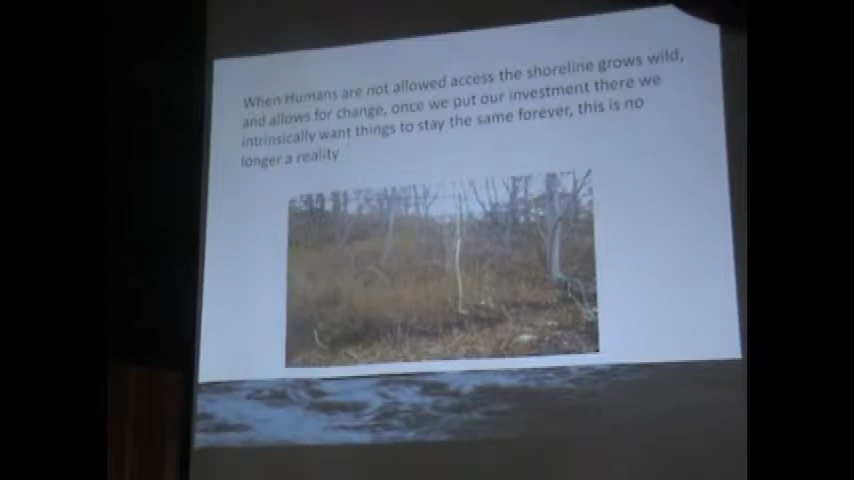 When Humans are not allowed access the shoreline grows wild,
and allows for change, once we put our investment there we
intrinsically want things to stay the same forever, this is no
longer a reality